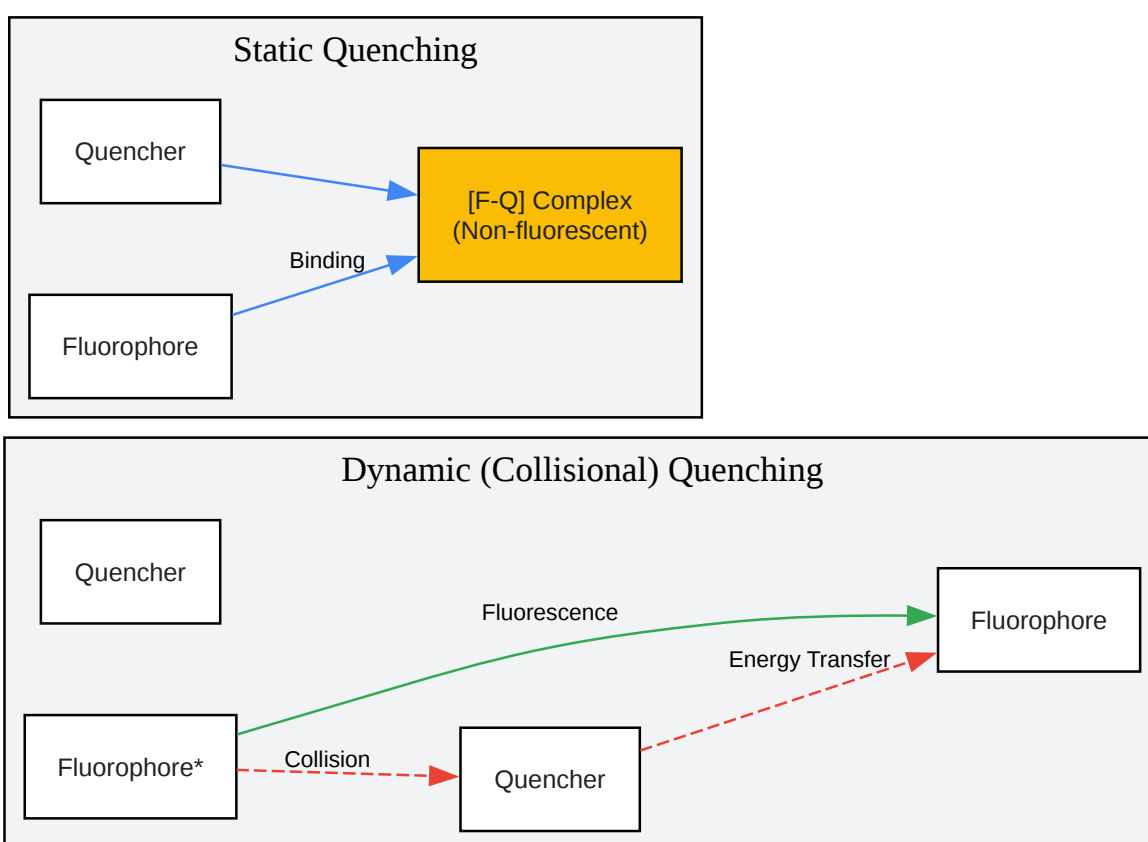 Static Quenching
Quencher
[F-Q] Complex
(Non-fluorescent)
Binding
Fluorophore
Dynamic (Collisional) Quenching
Quencher
Fluorescence
Fluorophore
Energy Transfer
Fluorophore*
Collision
Quencher